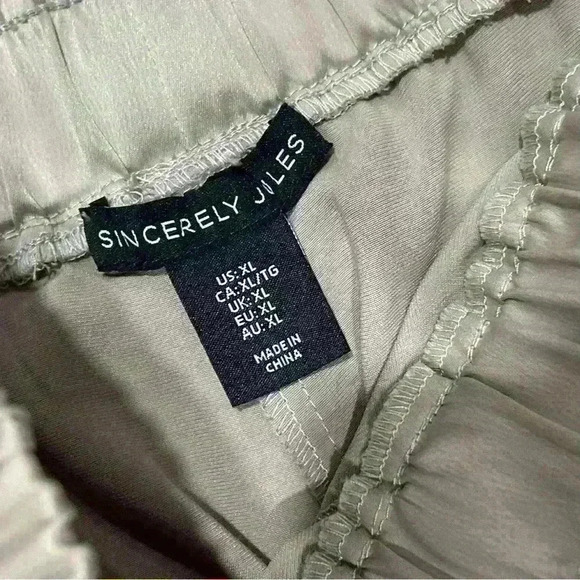 SINCERELY JULES
US: XL
CA: XL/TG
UK: XL
EU: XL
AU: XL
MADE IN
CHINA